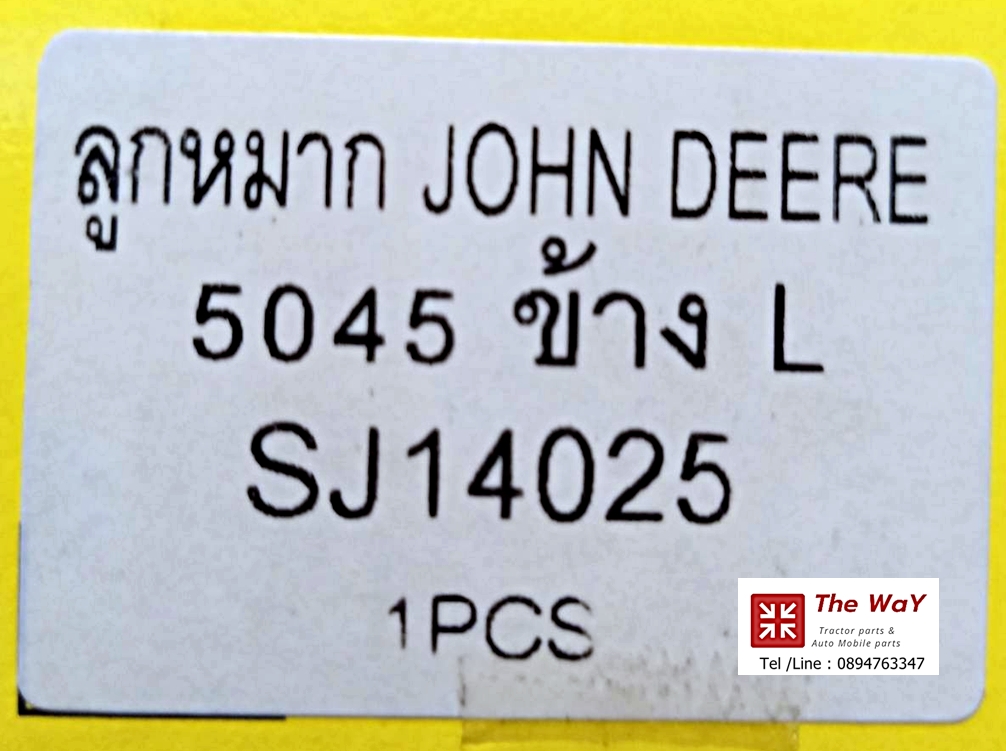 ลูกหมาก JOHN DEERE
5045 ข้าง L
SJ14025
1PCS
The WaY
Tractor parts &
Auto Mobile parts
Tel /Line : 0894763347